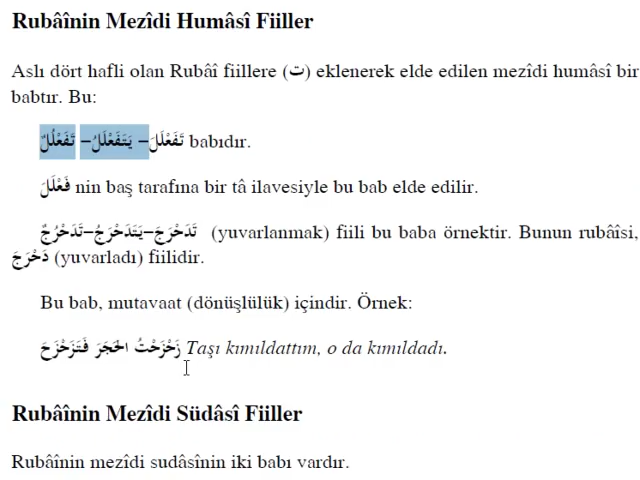 Rubâînin Mezîdi Humâsî Fiiller
Aslı dört hafli olan Rubâî fiillere (ت) eklenerek elde edilen mezîdi humâsî bir
babtır. Bu:
تَفَعْلَلَ – يَتَفَعْلَلُ – تَفَعْلُلٌ babıdır.
فَعْلَلَ nin baş tarafına bir tâ ilavesiyle bu bab elde edilir.
تَدَحْرَجَ–يَتَدَحْرَجُ–تَدَحْرُجٌ (yuvarlanmak) fiili bu baba örnektir. Bunun rubâîsi,
دَحْرَجَ (yuvarladı) fiilidir.
Bu bab, mutavaat (dönüşlülük) içindir. Örnek:
زَحْزَحْتُ الحَجَرَ فَتَزَحْزَحَ Taşı kımıldattım, o da kımıldadı.
Rubâînin Mezîdi Südâsî Fiiller
Rubâînin mezîdi sudâsînin iki babı vardır.